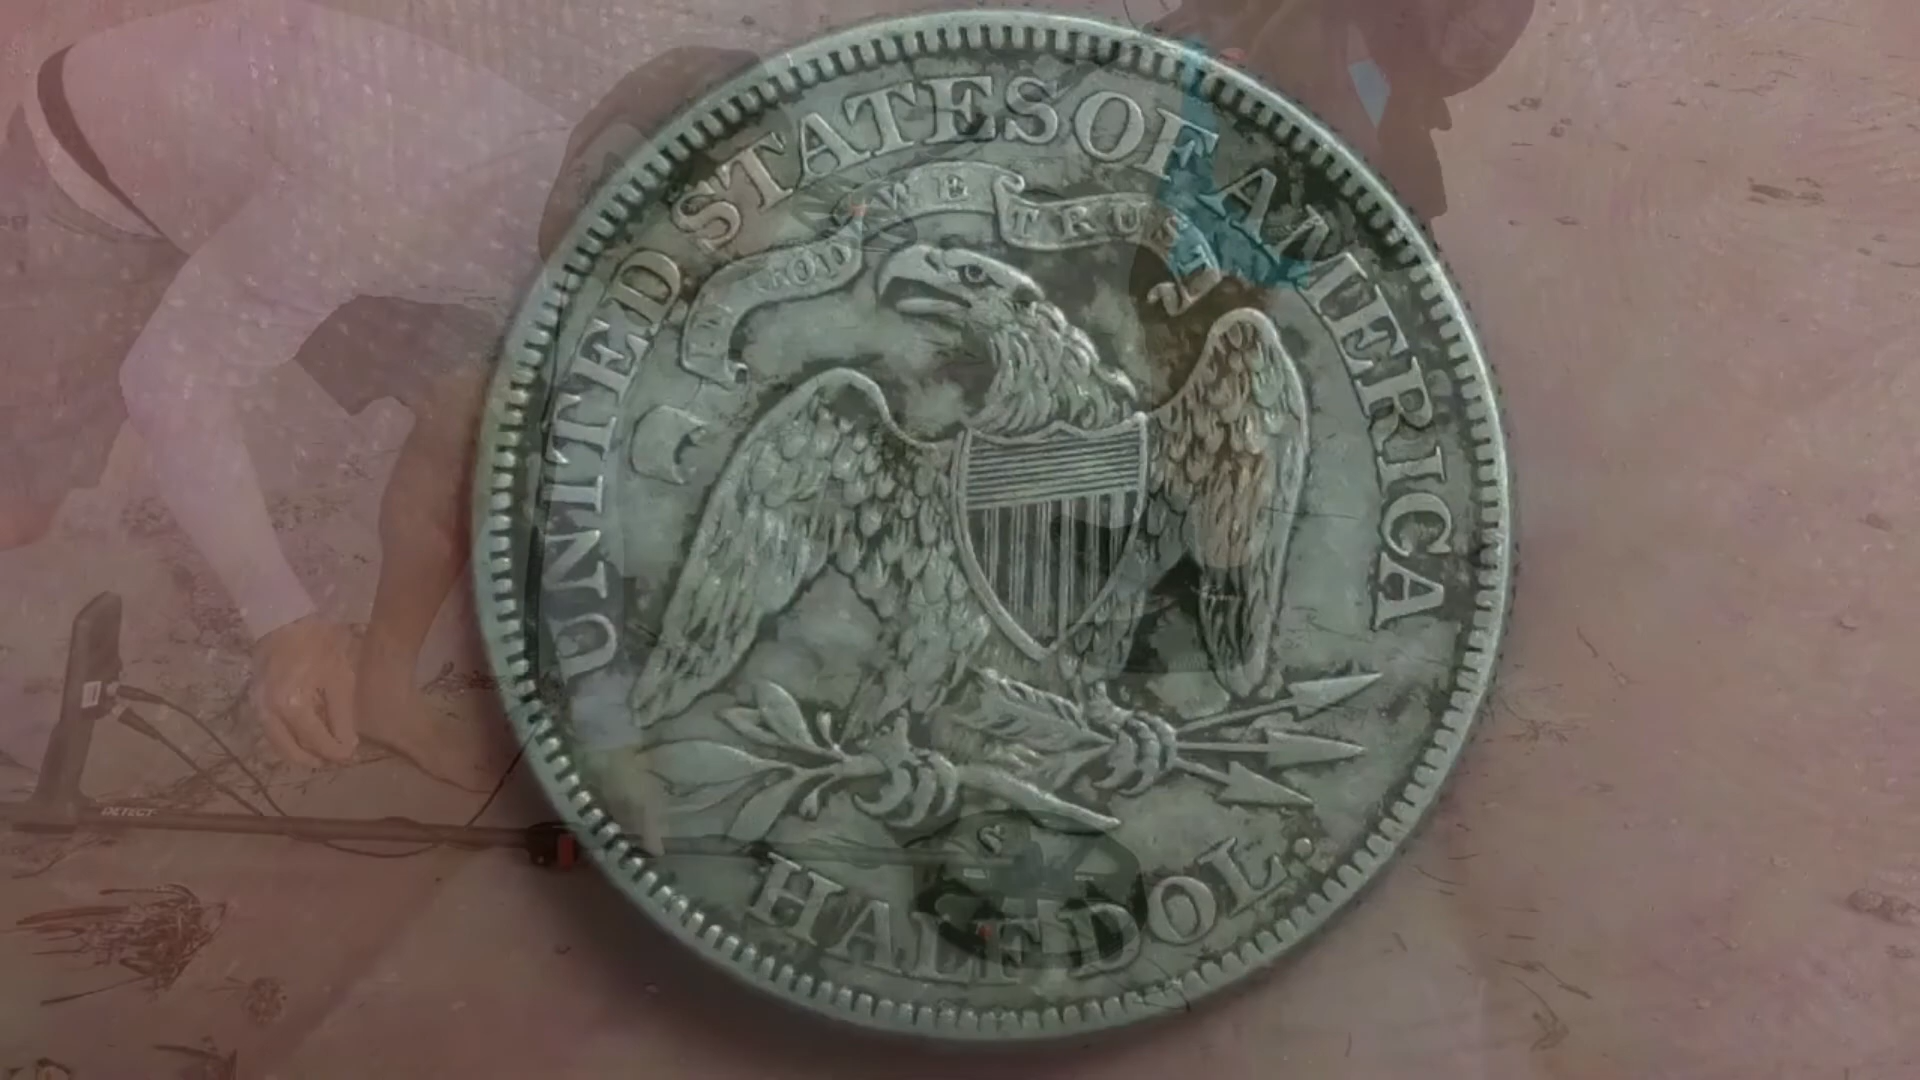 UNITED STATES OF AMERICA
IN GOD WE TRUST
HALF DOL.
DETECT